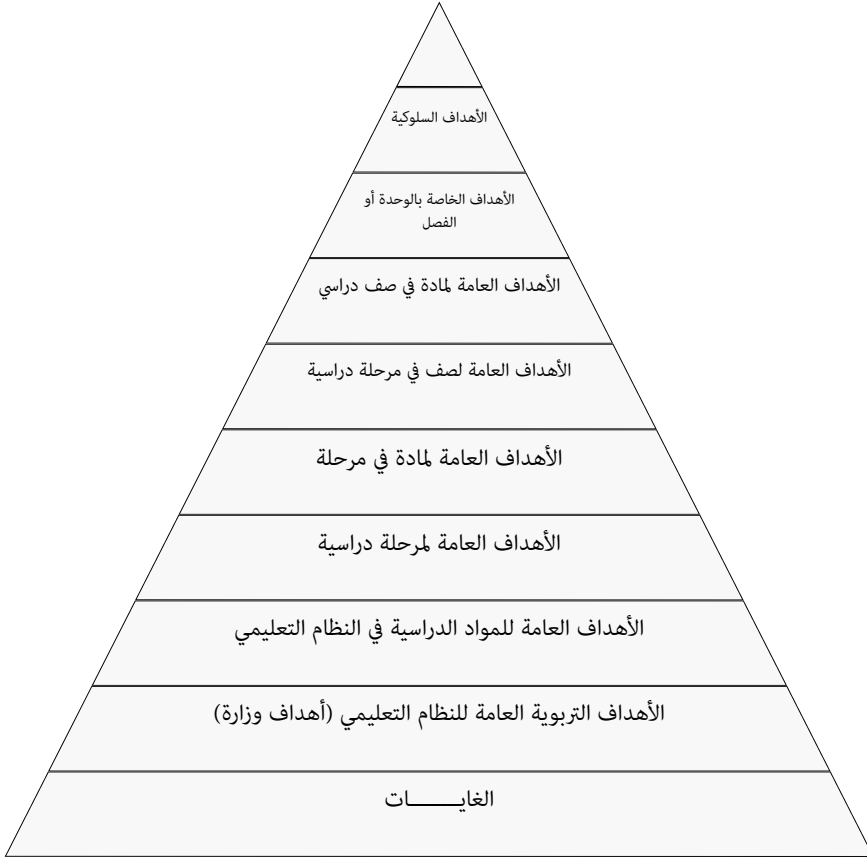 الأهداف السلوكية
الأهداف الخاصة بالوحدة أو
الفصل
الأهداف العامة لمادة في صف دراسي
الأهداف العامة لصف في مرحلة دراسية
الأهداف العامة لمادة في مرحلة
الأهداف العامة لمرحلة دراسية
الأهداف العامة للمواد الدراسية في النظام التعليمي
الأهداف التربوية العامة للنظام التعليمي (أهداف وزارة)
الغايـــــــات